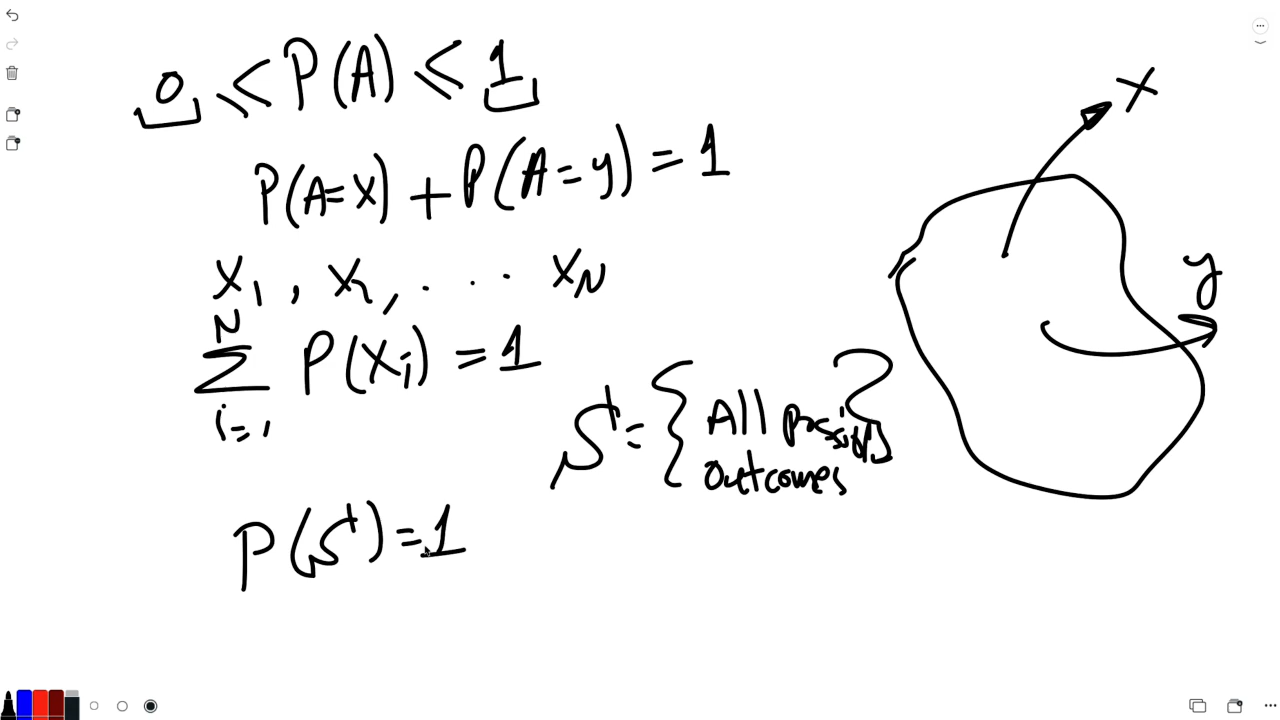 0 ≤ P(A) ≤ 1
P(A=x) + P(A=y) = 1
x₁, x₂, . . . xN
N
∑ P(xᵢ) = 1
i=1
S = { All possible
outcomes }
P(S) = 1
x
y